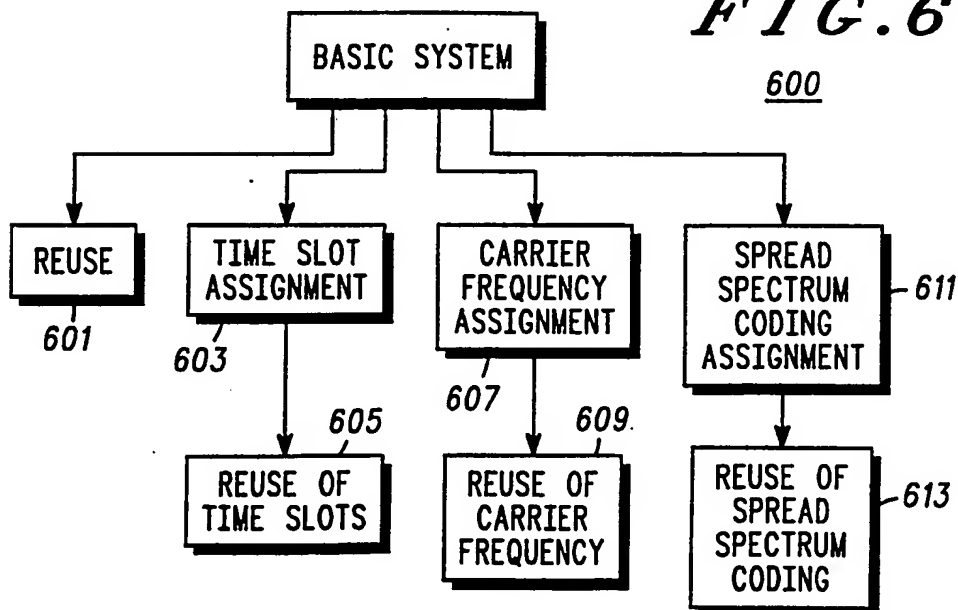 FIG.6
600
BASIC SYSTEM
REUSE
601
TIME SLOT
ASSIGNMENT
603
CARRIER
FREQUENCY
ASSIGNMENT
607
SPREAD
SPECTRUM
CODING
ASSIGNMENT
611
605
REUSE OF
TIME SLOTS
609
REUSE OF
CARRIER
FREQUENCY
REUSE OF
SPREAD
SPECTRUM
CODING
613